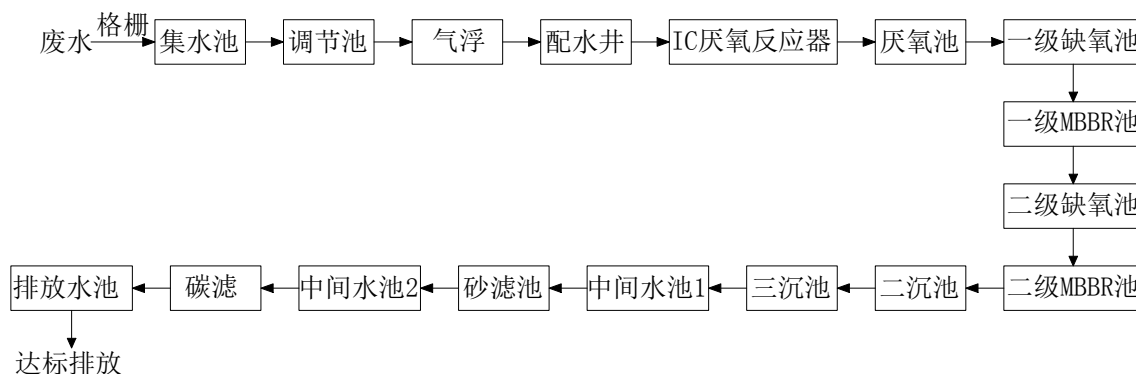 格栅
废水
集水池
调节池
气浮
配水井
IC厌氧反应器
厌氧池
一级缺氧池
一级MBBR池
二级缺氧池
二级MBBR池
二沉池
三沉池
中间水池1
砂滤池
中间水池2
碳滤
排放水池
达标排放